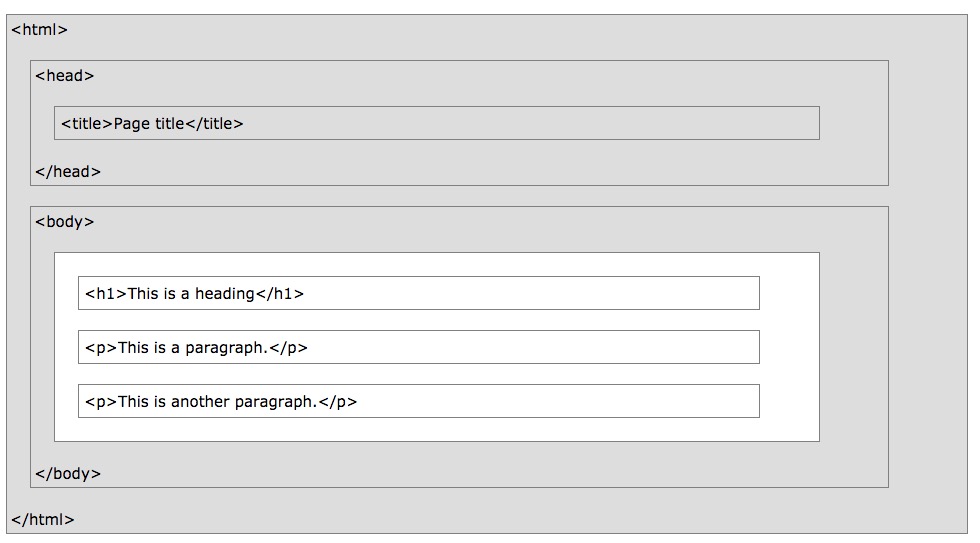 <html>
<head>
<title>Page title</title>
</head>
<body>
<h1>This is a heading</h1>
<p>This is a paragraph.</p>
<p>This is another paragraph.</p>
</body>
</html>